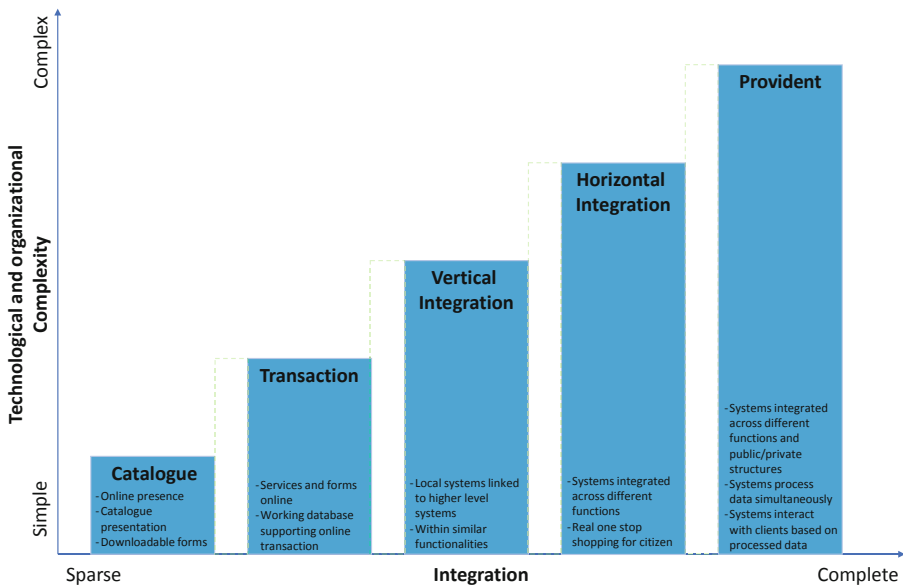 Complex
Technological and organizational
Complexity
Simple
Provident
-Systems integrated
across different
functions and
public/private
structures
-Systems process
data simultaneously
-Systems interact
with clients based on
processed data
Horizontal
Integration
-Systems integrated
across different
functions
-Real one stop
shopping for citizen
Vertical
Integration
-Local systems linked
to higher level
systems
-Within similar
functionalities
Transaction
-Services and forms
online
-Working database
supporting online
transaction
Catalogue
-Online presence
-Catalogue
presentation
-Downloadable forms
Sparse
Integration
Complete